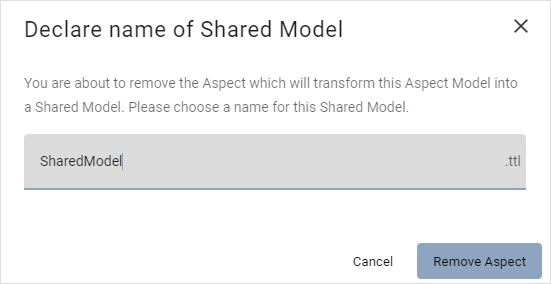 Declare name of Shared Model
You are about to remove the Aspect which will transform this Aspect Model into
a Shared Model. Please choose a name for this Shared Model.
SharedModel .ttl
Cancel Remove Aspect